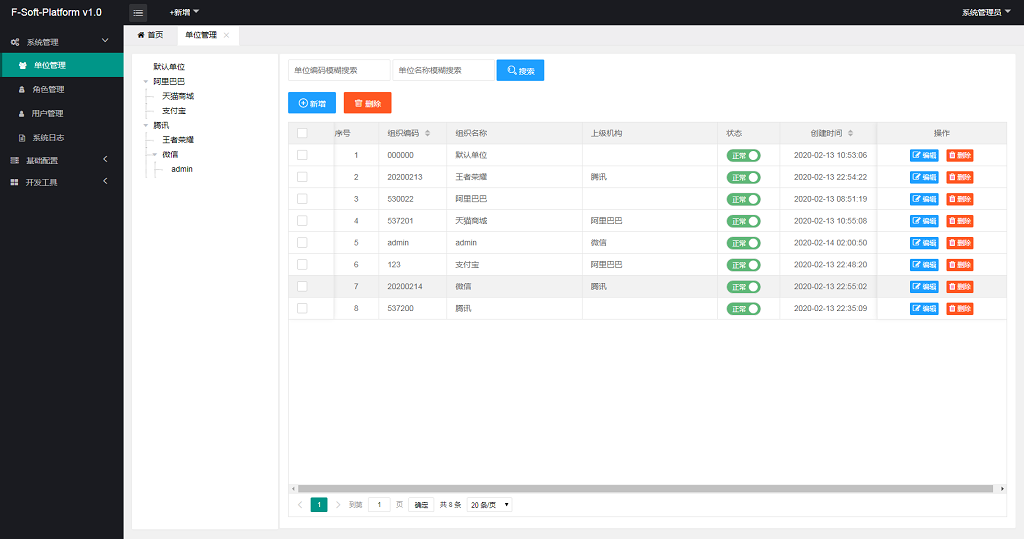 F-Soft-Platform v1.0
+新增
系统管理员
系统管理
单位管理
角色管理
用户管理
系统日志
基础配置
开发工具
首页
单位管理
默认单位
阿里巴巴
天猫商城
支付宝
腾讯
王者荣耀
微信
admin
单位编码模糊搜索 单位名称模糊搜索 搜索
新增 删除
序号 组织编码 组织名称 上级机构 状态 创建时间 操作
1 000000 默认单位 正常 2020-02-13 10:53:06 编辑 删除
2 20200213 王者荣耀 腾讯 正常 2020-02-13 22:54:22 编辑 删除
3 530022 阿里巴巴 正常 2020-02-13 08:51:19 编辑 删除
4 537201 天猫商城 阿里巴巴 正常 2020-02-13 10:55:08 编辑 删除
5 admin admin 微信 正常 2020-02-14 02:00:50 编辑 删除
6 123 支付宝 阿里巴巴 正常 2020-02-13 22:48:20 编辑 删除
7 20200214 微信 腾讯 正常 2020-02-13 22:55:02 编辑 删除
8 537200 腾讯 正常 2020-02-13 22:35:09 编辑 删除
1 到第 1 页 确定 共 8 条 20 条/页